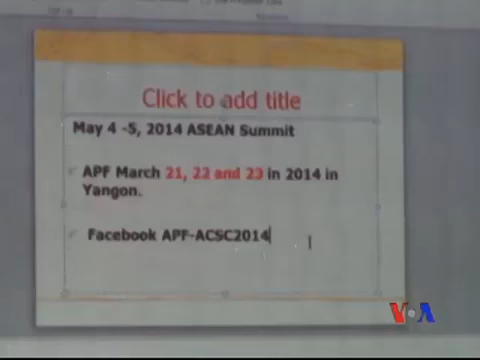 Click to add title
May 4 -5, 2014 ASEAN Summit
APF March 21, 22 and 23 in 2014 in
Yangon.
Facebook APF-ACSC2014
VOA